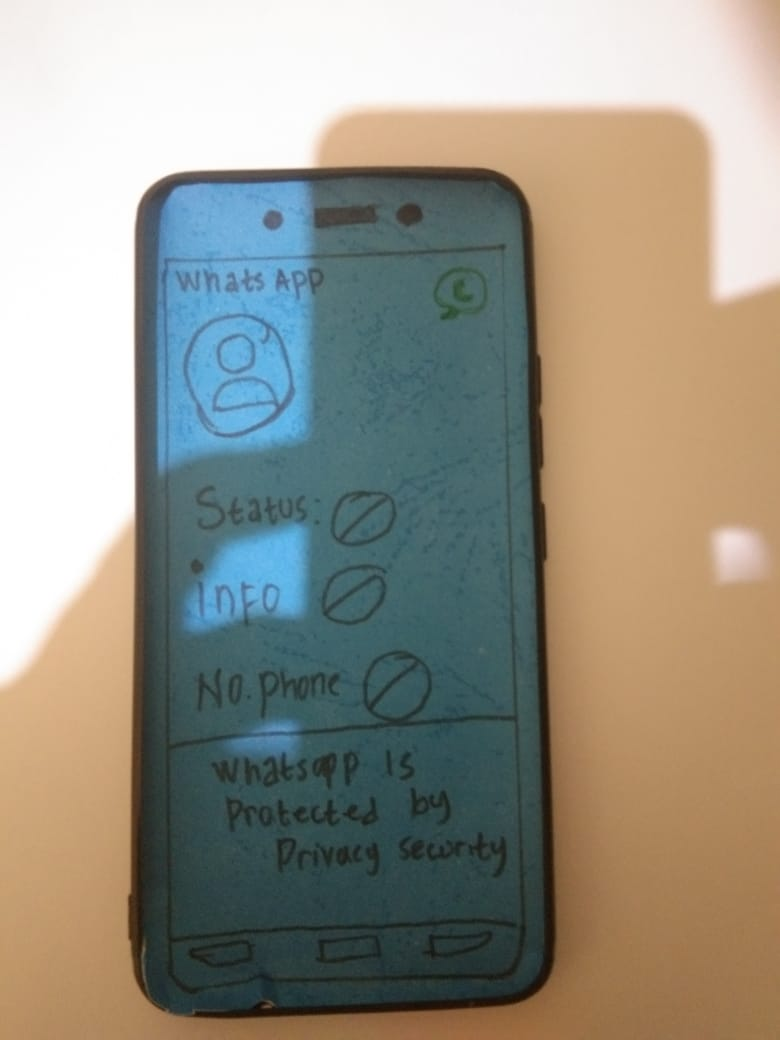 Whats App
Status:
info
No. phone
Whatsapp is
Protected by
Privacy security